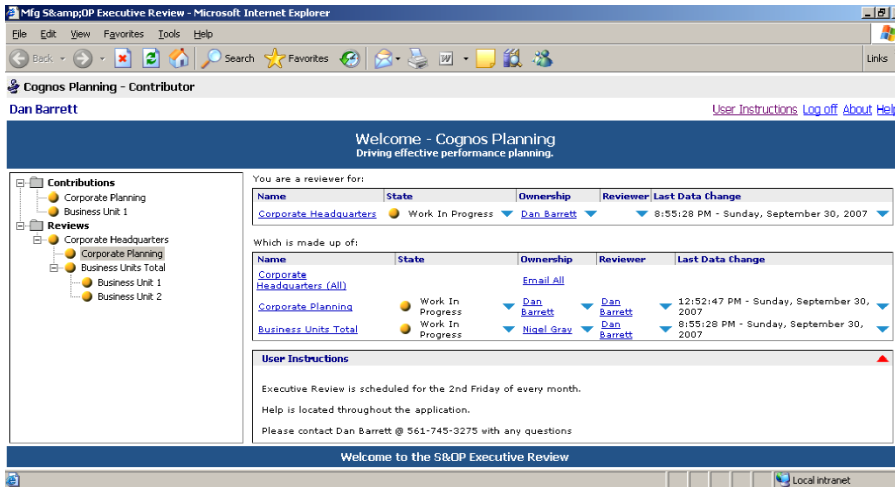 Mfg S&amp;OP Executive Review - Microsoft Internet Explorer
File Edit View Favorites Tools Help
Back Search Favorites W Links
Cognos Planning - Contributor
Dan Barrett User Instructions Log off About Help
Welcome - Cognos Planning
Driving effective performance planning.
Contributions
Corporate Planning
Business Unit 1
Reviews
Corporate Headquarters
Corporate Planning
Business Units Total
Business Unit 1
Business Unit 2
You are a reviewer for:
Name State Ownership Reviewer Last Data Change
Corporate Headquarters Work In Progress Dan Barrett 8:55:28 PM - Sunday, September 30, 2007
Which is made up of:
Name State Ownership Reviewer Last Data Change
Corporate
Headquarters (All) Email All
Corporate Planning Work In Progress Dan Barrett Dan Barrett 12:52:47 PM - Sunday, September 30, 2007
Business Units Total Work In Progress Nigel Gray Dan Barrett 8:55:28 PM - Sunday, September 30, 2007
User Instructions
Executive Review is scheduled for the 2nd Friday of every month.
Help is located throughout the application.
Please contact Dan Barrett @ 561-745-3275 with any questions
Welcome to the S&OP Executive Review
Local intranet